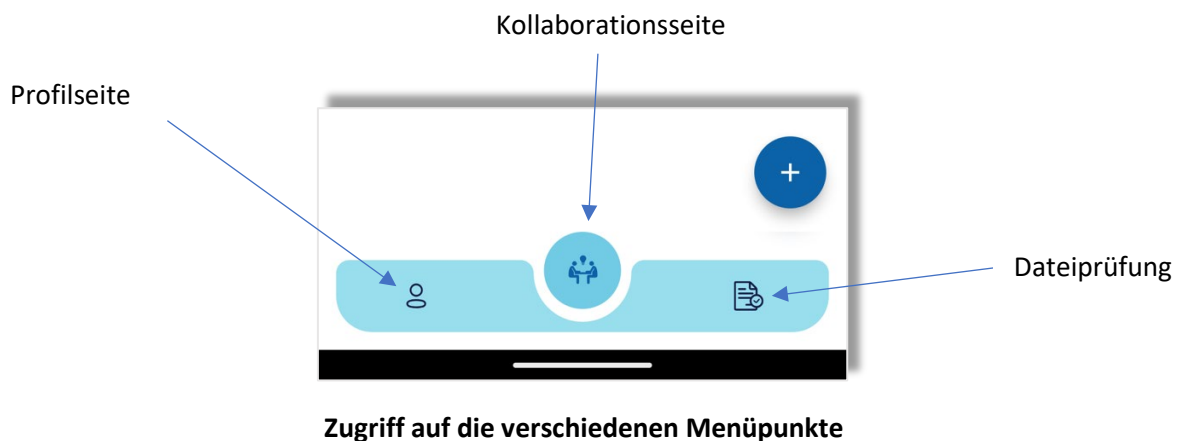 Kollaborationsseite
Profilseite
+
Dateiprüfung
Zugriff auf die verschiedenen Menüpunkte